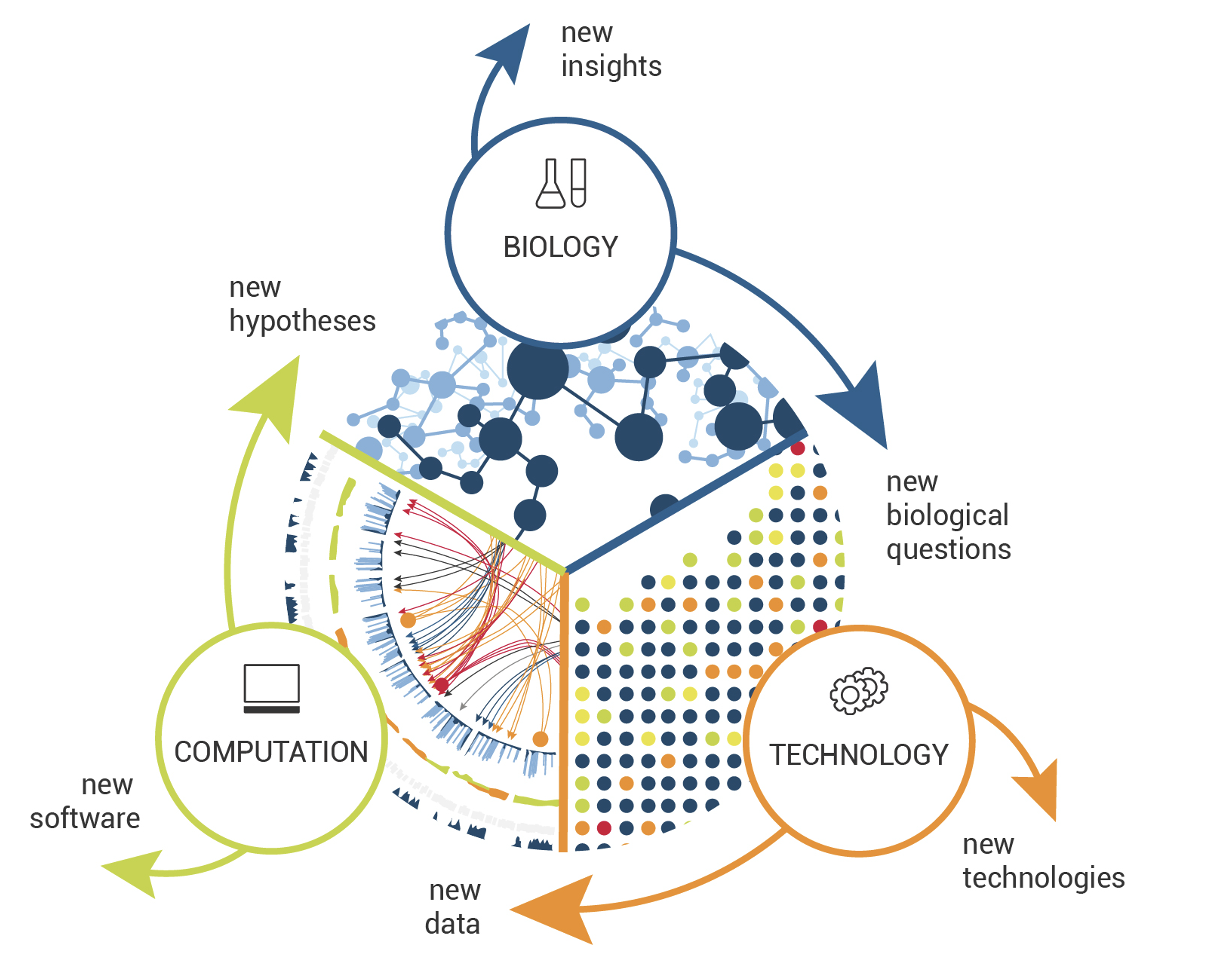 new
insights
BIOLOGY
new
hypotheses
new
biological
questions
COMPUTATION
TECHNOLOGY
new
software
new
technologies
new
data